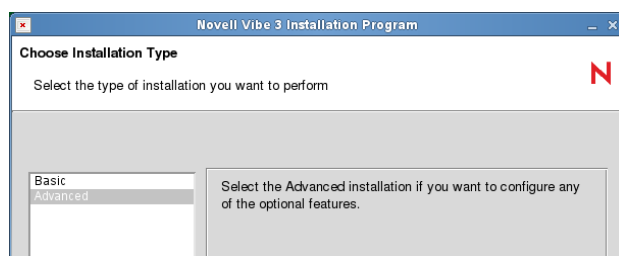 Novell Vibe 3 Installation Program
Choose Installation Type
Select the type of installation you want to perform
N
Basic
Advanced
Select the Advanced installation if you want to configure any
of the optional features.